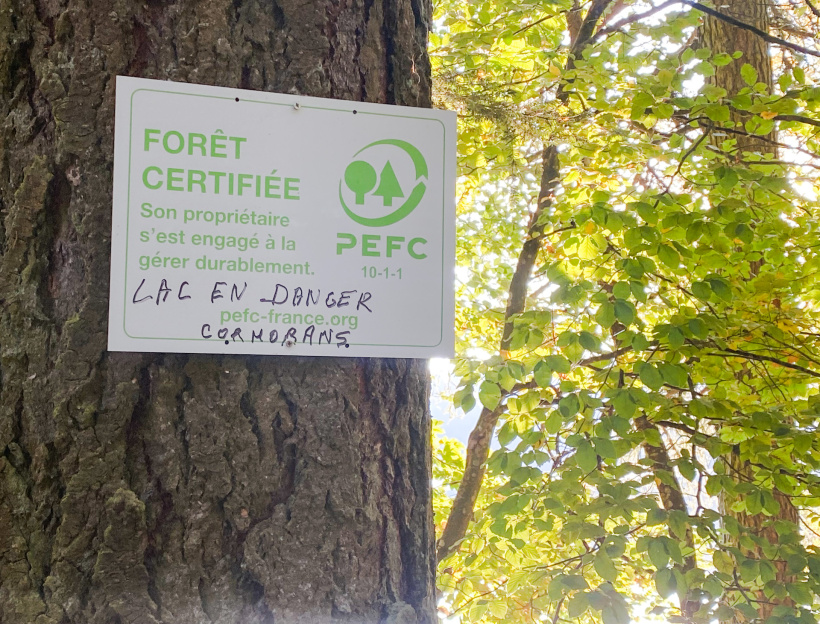 FORÊT
CERTIFIÉE
Son propriétaire
s'est engagé à la
gérer durablement.
PEFC
10-1-1
LAC EN DANGER
pefc-france.org
CORMORANS